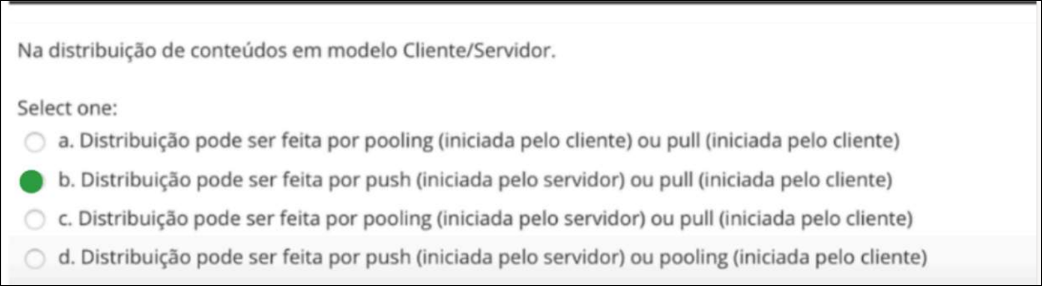 Na distribuição de conteúdos em modelo Cliente/Servidor.
Select one:
a. Distribuição pode ser feita por pooling (iniciada pelo cliente) ou pull (iniciada pelo cliente)
b. Distribuição pode ser feita por push (iniciada pelo servidor) ou pull (iniciada pelo cliente)
c. Distribuição pode ser feita por pooling (iniciada pelo servidor) ou pull (iniciada pelo cliente)
d. Distribuição pode ser feita por push (iniciada pelo servidor) ou pooling (iniciada pelo cliente)